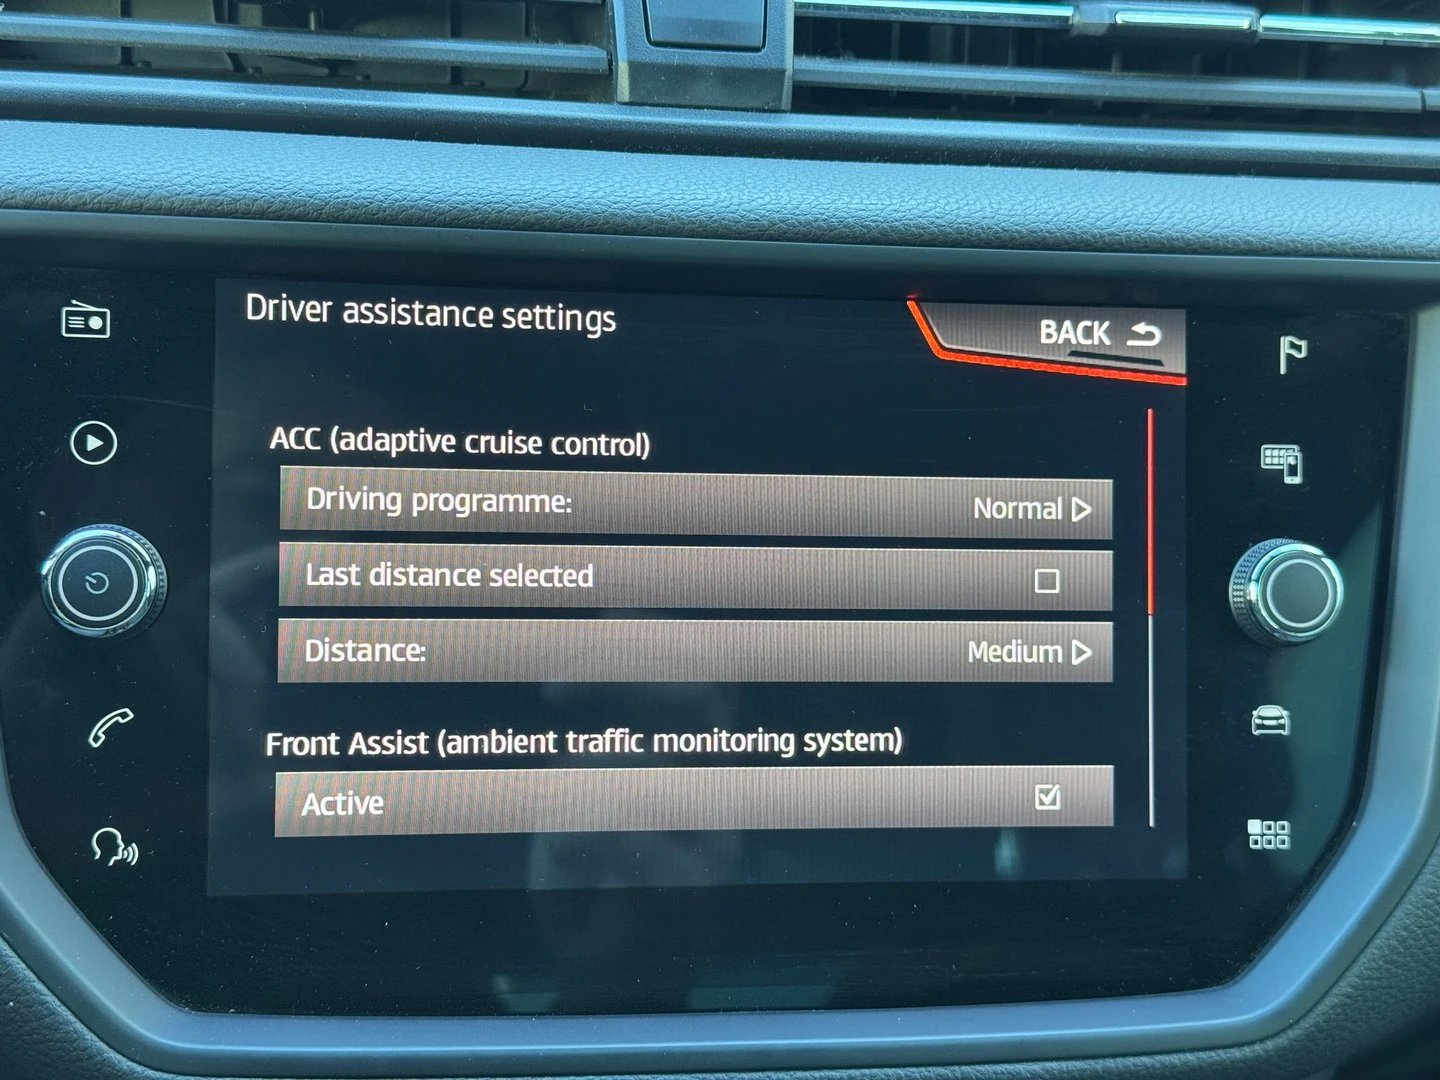 Driver assistance settings
BACK
ACC (adaptive cruise control)
Driving programme: Normal
Last distance selected
Distance: Medium
Front Assist (ambient traffic monitoring system)
Active